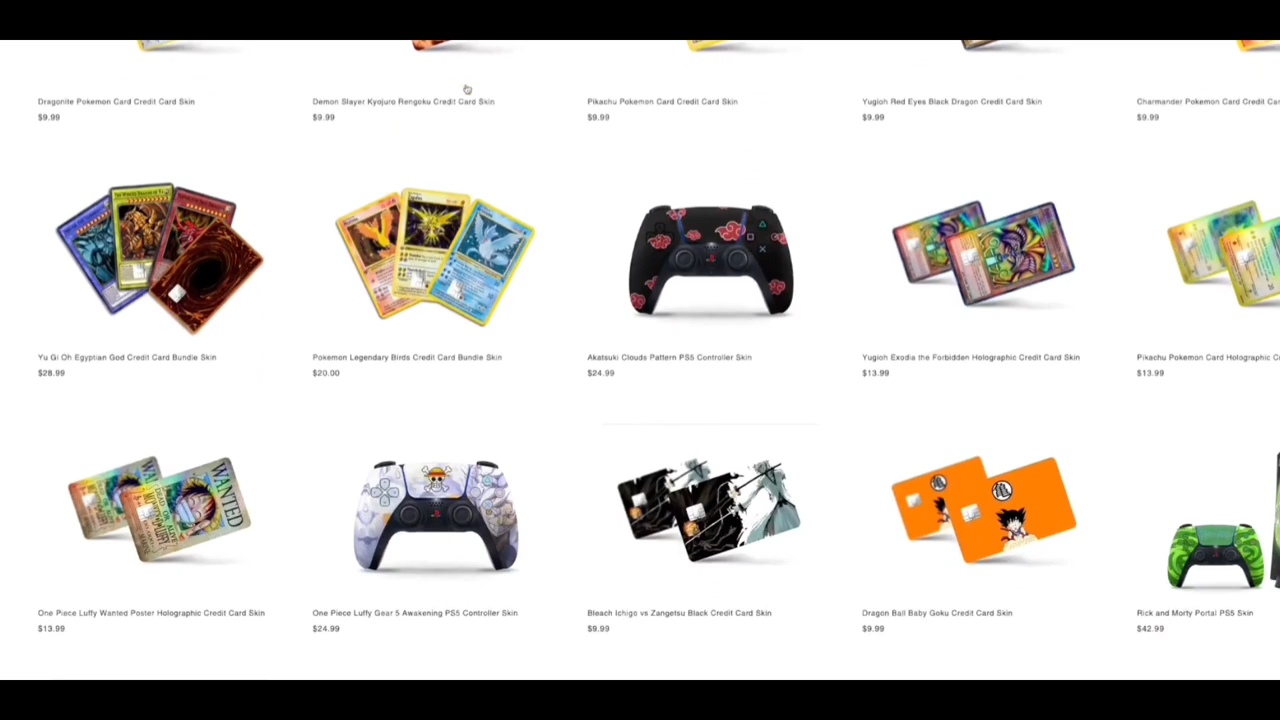 Dragonite Pokemon Card Credit Card Skin
$9.99
Demon Slayer Kyojuro Rengoku Credit Card Skin
$9.99
Pikachu Pokemon Card Credit Card Skin
$9.99
Yugioh Red Eyes Black Dragon Credit Card Skin
$9.99
Charmander Pokemon Card Credit Ca
$9.99
Yu Gi Oh Egyptian God Credit Card Bundle Skin
$28.99
Pokemon Legendary Birds Credit Card Bundle Skin
$20.00
Akatsuki Clouds Pattern PS5 Controller Skin
$24.99
Yugioh Exodia the Forbidden Holographic Credit Card Skin
$13.99
Pikachu Pokemon Card Holographic C
$13.99
WANTED
DEAD OR ALIVE
One Piece Luffy Wanted Poster Holographic Credit Card Skin
$13.99
One Piece Luffy Gear 5 Awakening PS5 Controller Skin
$24.99
Bleach Ichigo vs Zangetsu Black Credit Card Skin
$9.99
亀
Dragon Ball Baby Goku Credit Card Skin
$9.99
Rick and Morty Portal PS5 Skin
$42.99